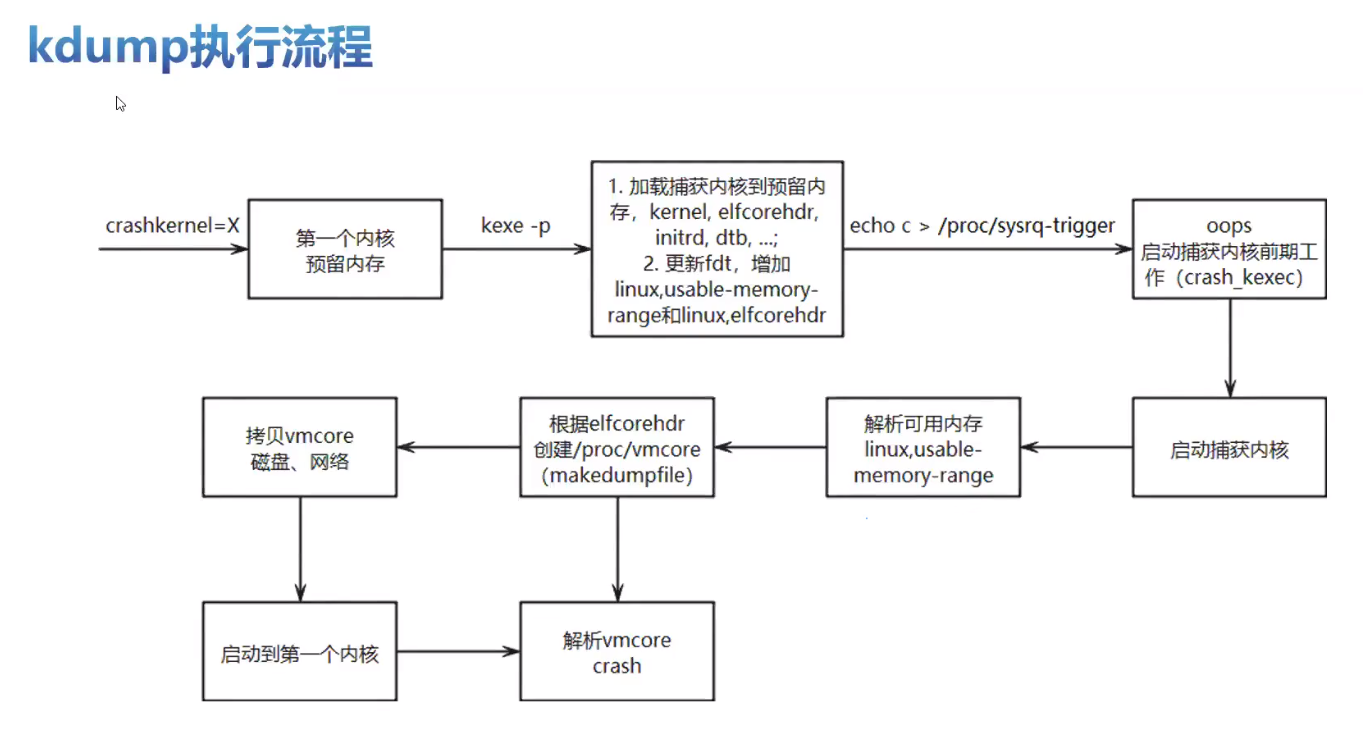 kdump执行流程
crashkernel=X
第一个内核
预留内存
kexe -p
1. 加载捕获内核到预留内
存，kernel, elfcorehdr,
initrd, dtb, ...;
2. 更新fdt，增加
linux,usable-memory-
range和linux,elfcorehdr
echo c > /proc/sysrq-trigger
oops
启动捕获内核前期工
作（crash_kexec）
启动捕获内核
解析可用内存
linux,usable-
memory-range
根据elfcorehdr
创建/proc/vmcore
（makedumpfile）
拷贝vmcore
磁盘、网络
启动到第一个内核
解析vmcore
crash